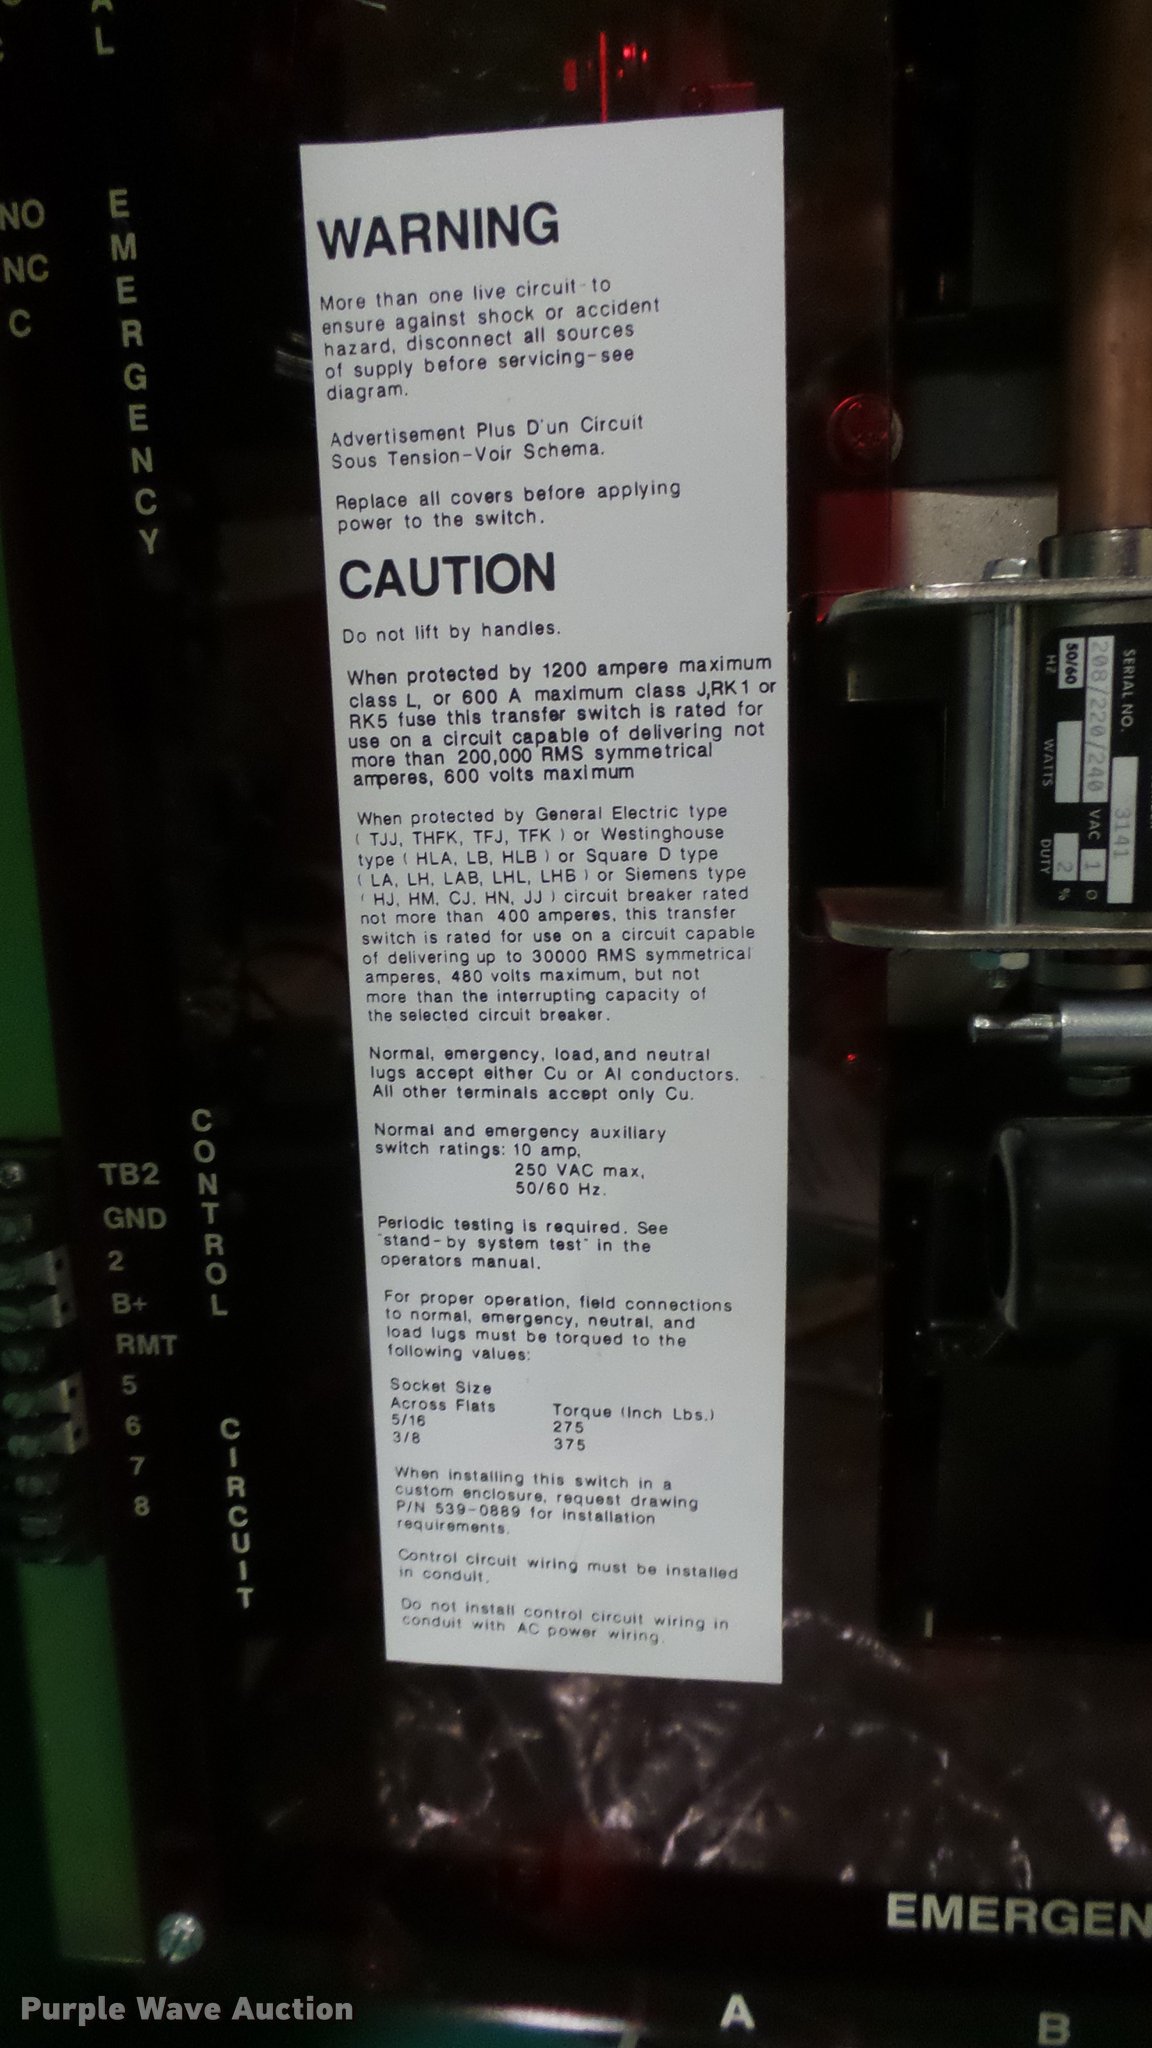 AL
C
NO
NC
C
EMERGENCY
WARNING
More than one live circuit-to
ensure against shock or accident
hazard, disconnect all sources
of supply before servicing-see
diagram.
Advertisement Plus D'un Circuit
Sous Tension-Voir Schema.
Replace all covers before applying
power to the switch.
CAUTION
Do not lift by handles.
When protected by 1200 ampere maximum
class L, or 600 A maximum class J,RK1 or
RK5 fuse this transfer switch is rated for
use on a circuit capable of delivering not
more than 200,000 RMS symmetrical
amperes, 600 volts maximum
When protected by General Electric type
( TJJ, THFK, TFJ, TFK ) or Westinghouse
type ( HLA, LB, HLB ) or Square D type
( LA, LH, LAB, LHL, LHB ) or Siemens type
( HJ, HM, CJ, HN, JJ ) circuit breaker rated
not more than 400 amperes, this transfer
switch is rated for use on a circuit capable
of delivering up to 30000 RMS symmetrical
amperes, 480 volts maximum, but not
more than the interrupting capacity of
the selected circuit breaker.
Normal, emergency, load, and neutral
lugs accept either Cu or Al conductors.
All other terminals accept only Cu.
Normal and emergency auxiliary
switch ratings: 10 amp,
250 VAC max,
50/60 Hz.
Periodic testing is required. See
"stand-by system test" in the
operators manual.
For proper operation, field connections
to normal, emergency, neutral, and
load lugs must be torqued to the
following values:
Socket Size
Across Flats Torque (Inch Lbs.)
5/16 275
3/8 375
When installing this switch in a
custom enclosure, request drawing
P/N 539-0889 for installation
requirements.
Control circuit wiring must be installed
in conduit.
Do not install control circuit wiring in
conduit with AC power wiring.
SERIAL NO. 3141
208/220/240 VAC 1 O
50/60 HZ WATTS DUTY 2 %
CONTROL CIRCUIT
TB2
GND
2
B+
RMT
5
6
7
8
EMERGEN
A B
Purple Wave Auction